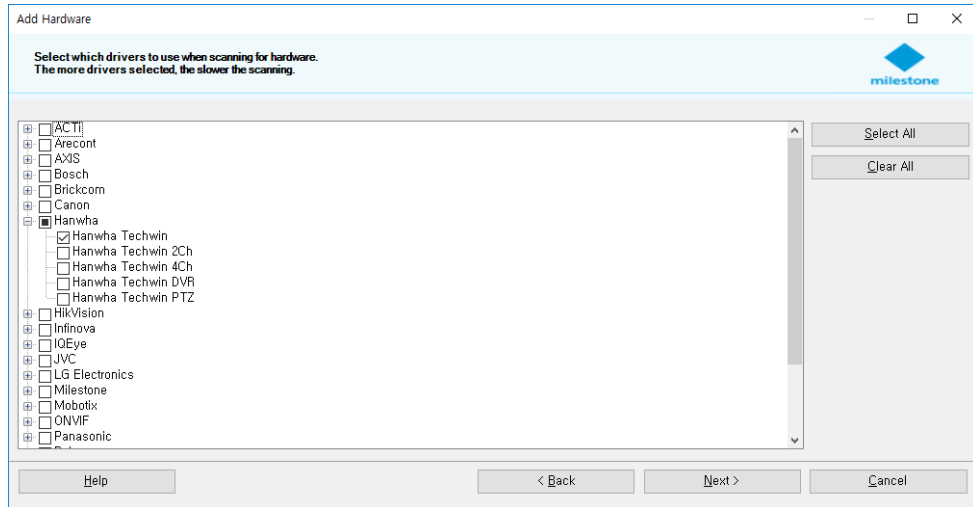 Add Hardware
Select which drivers to use when scanning for hardware.
The more drivers selected, the slower the scanning.
milestone
ACTi
Arecont
AXIS
Bosch
Brickcom
Canon
Hanwha
Hanwha Techwin
Hanwha Techwin 2Ch
Hanwha Techwin 4Ch
Hanwha Techwin DVR
Hanwha Techwin PTZ
HikVision
Infinova
IQEye
JVC
LG Electronics
Milestone
Mobotix
ONVIF
Panasonic
Select All
Clear All
Help
< Back
Next >
Cancel